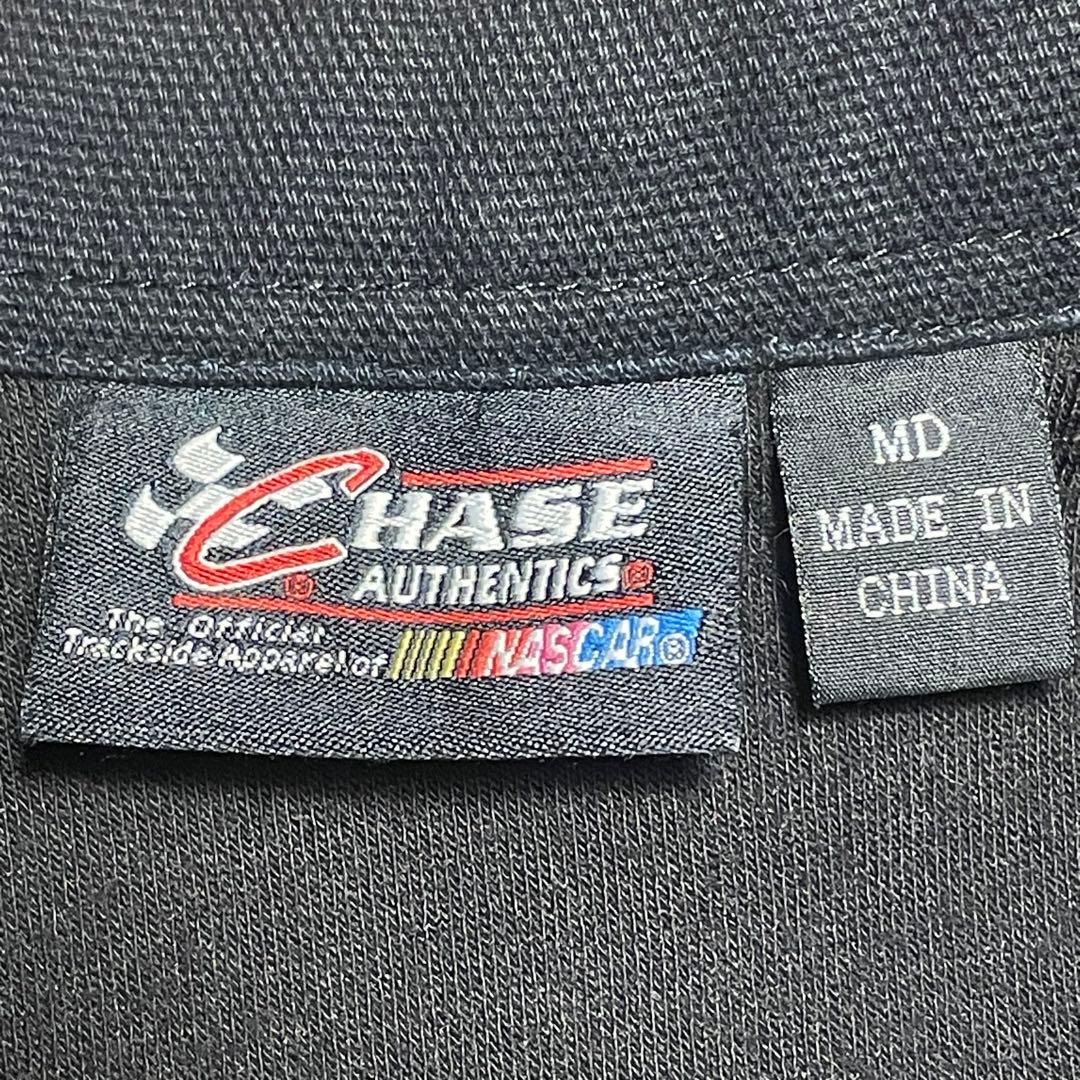 CHASE
AUTHENTICS®
®
The Official
Trackside Apparel of NASCAR®
MD
MADE IN
CHINA